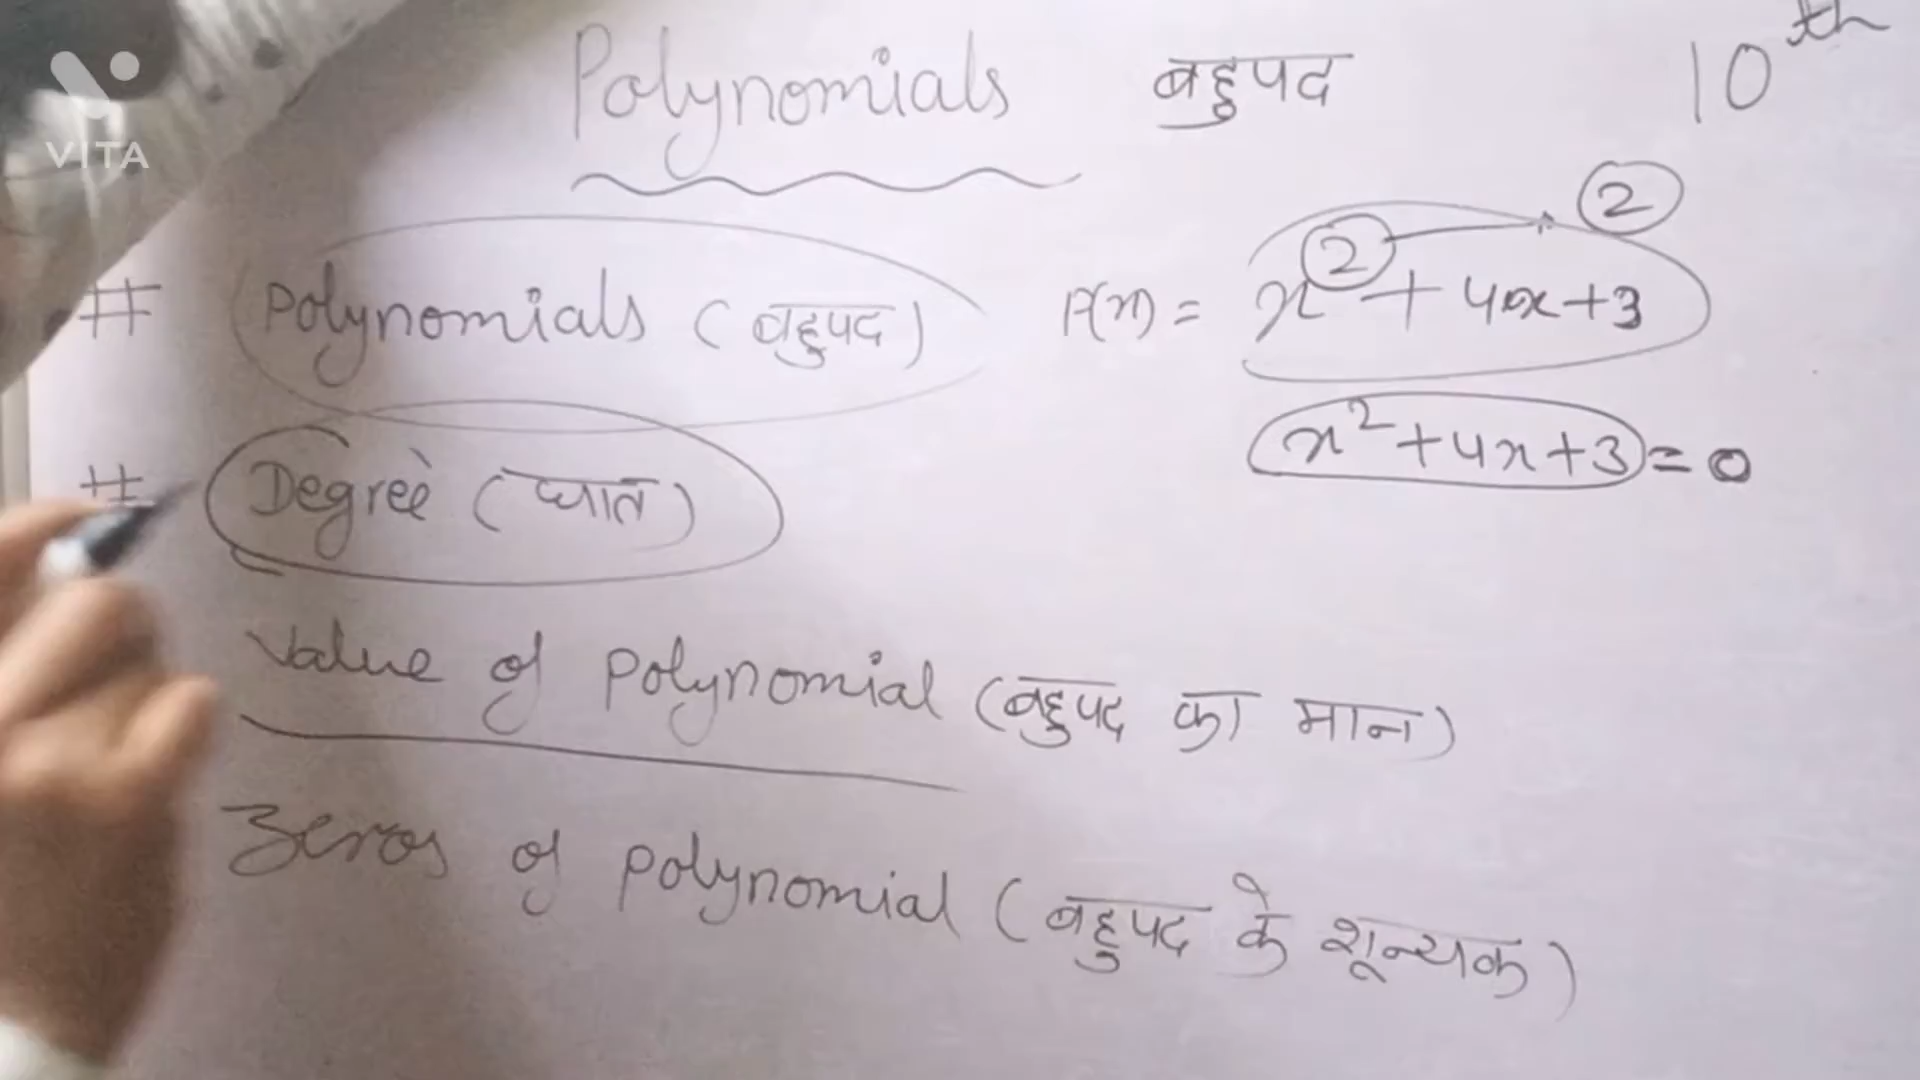 VITA
Polynomials बहुपद 10th
# Polynomials (बहुपद) P(x) = x² + 4x + 3 ②
x² + 4x + 3 = 0
# Degree (घात)
Value of Polynomial (बहुपद का मान)
Zeros of Polynomial (बहुपद के शून्यक)